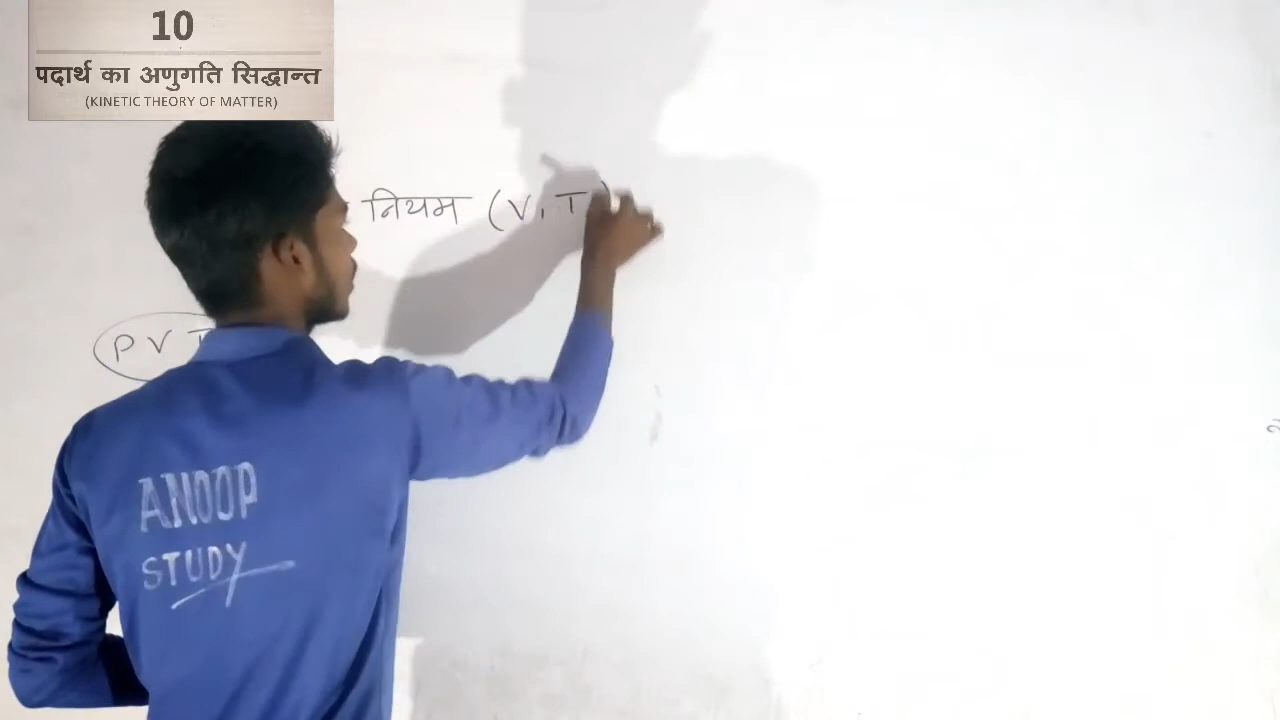 10
पदार्थ का अणुगति सिद्धान्त
(KINETIC THEORY OF MATTER)
नियम (V, T)
P V T
ANOOP
STUDY